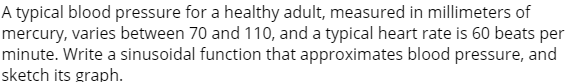 A typical blood pressure for a healthy adult, measured in millimeters of
mercury, varies between 70 and 110, and a typical heart rate is 60 beats per
minute. Write a sinusoidal function that approximates blood pressure, and
sketch its graph.